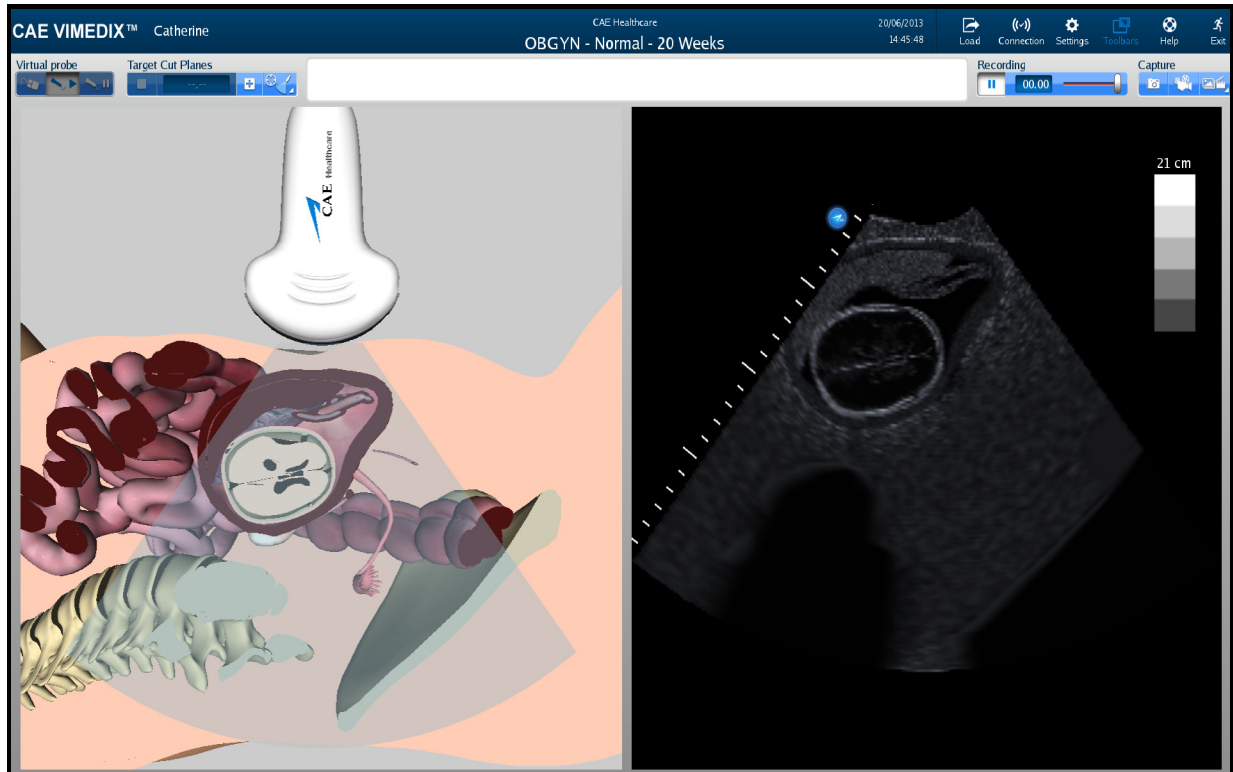 CAE VIMEDIX™ Catherine
CAE Healthcare
OBGYN - Normal - 20 Weeks
20/06/2013
14:45:48
Load Connection Settings Toolbars Help Exit
Virtual probe Target Cut Planes Recording Capture
--.-- 00.00
CAE Healthcare
21 cm